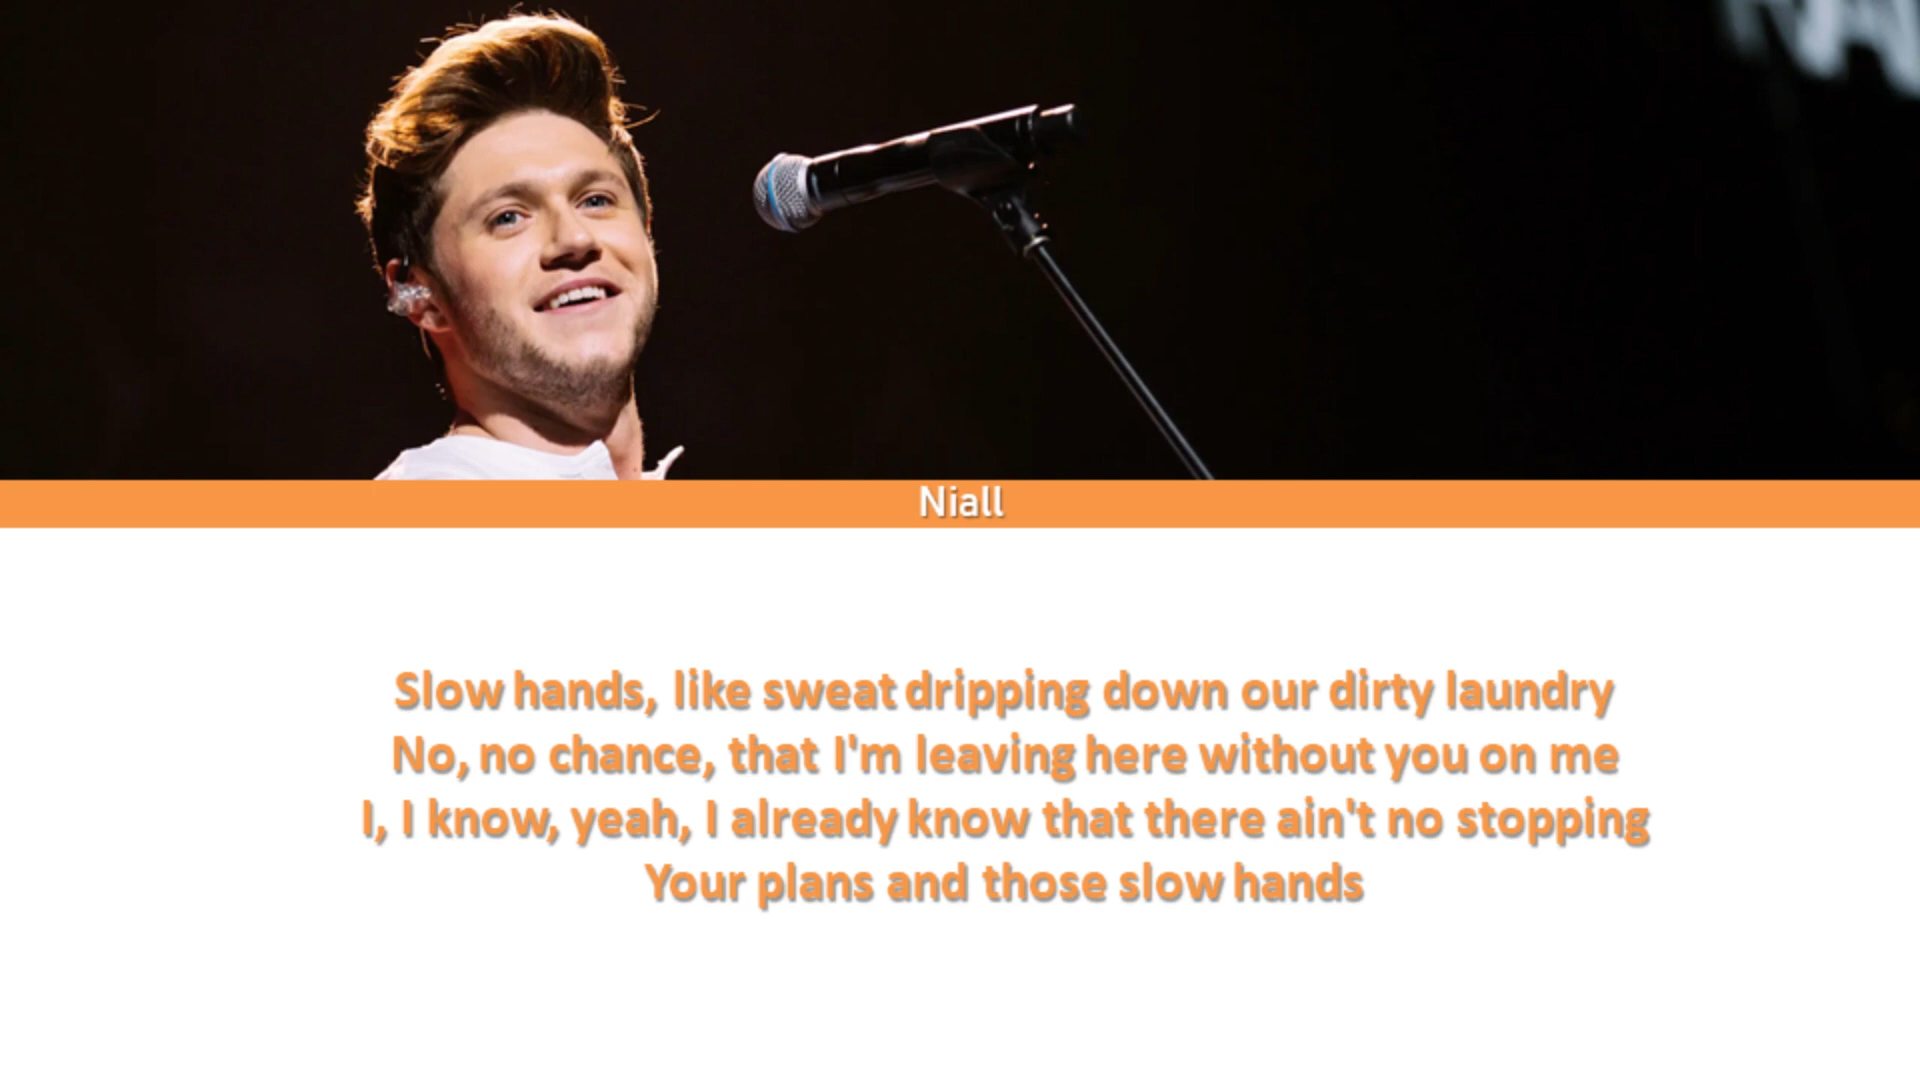 Niall
Slow hands, like sweat dripping down our dirty laundry
No, no chance, that I'm leaving here without you on me
I, I know, yeah, I already know that there ain't no stopping
Your plans and those slow hands